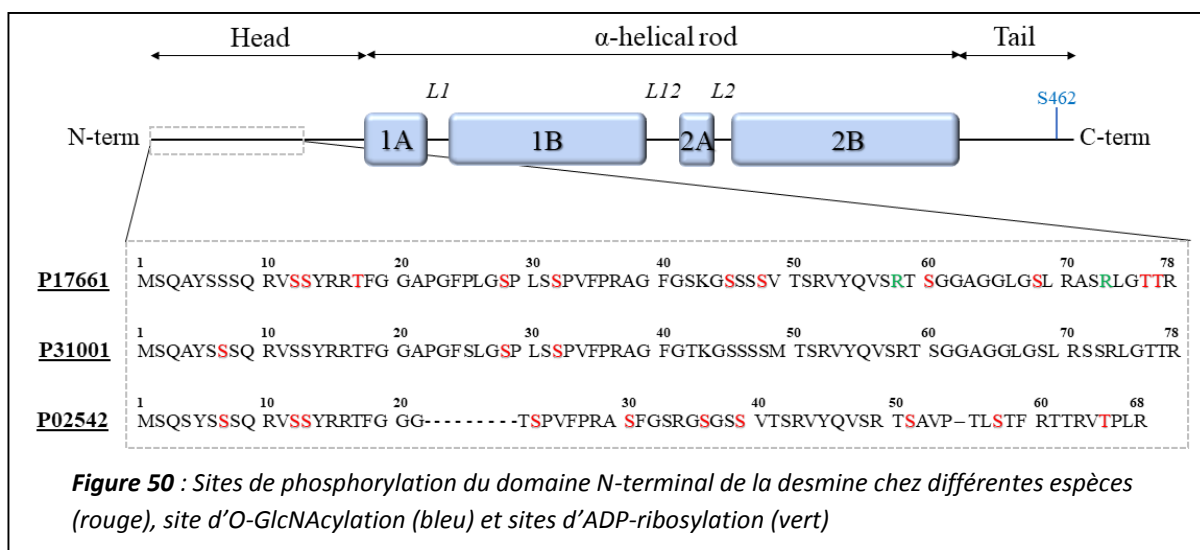 Head α-helical rod Tail
L1 L12 L2 S462
N-term 1A 1B 2A 2B C-term
1 10 20 30 40 50 60 70 78
P17661 MSQAYSSSQ RVSSYRRTFG GAPGFPLGSP LSSPVFPRAG FGSKGSSSSV TSRVYQVSRT SGGAGGLGSL RASRLGTTR
1 10 20 30 40 50 60 70 78
P31001 MSQAYSSSQ RVSSYRRTFG GAPGFSLGSP LSSPVFPRAG FGTKGSSSSM TSRVYQVSRT SGGAGGLGSL RSSRLGTTR
1 10 20 30 40 50 60 68
P02542 MSQSYSSSQ RVSSYRRTFG GG---------TSPVFPRA SFGSRGSGSS VTSRVYQVSR TSAVP–TLSTF RTTRVTPLR
Figure 50 : Sites de phosphorylation du domaine N-terminal de la desmine chez différentes espèces
(rouge), site d'O-GlcNAcylation (bleu) et sites d'ADP-ribosylation (vert)